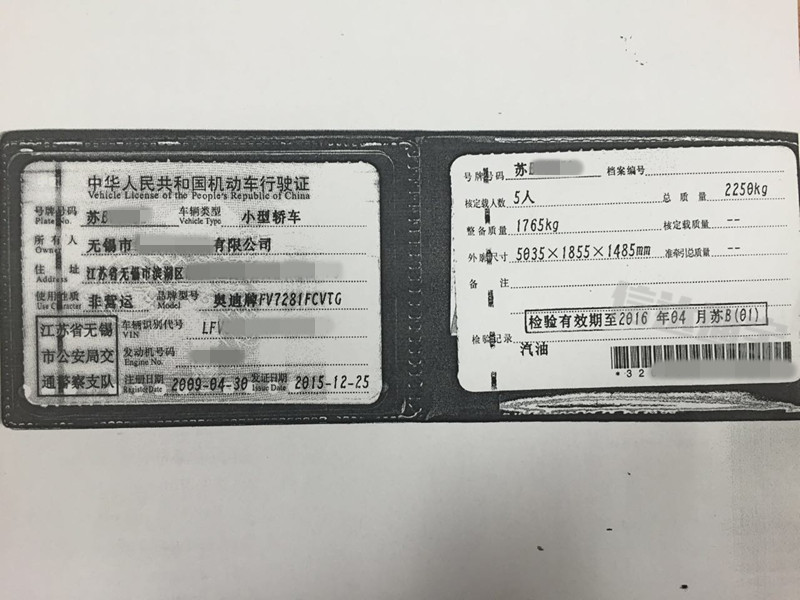 中华人民共和国机动车行驶证
Vehicle License of the People's Republic of China
号牌号码 苏B 车辆类型 小型轿车
Plate No. Vehicle Type
所有人 无锡市 有限公司
Owner
住址 江苏省无锡市滨湖区
Address
使用性质 非营运 品牌型号 奥迪牌FV7281FCVTG
Use Character Model
江苏省无锡 车辆识别代号 LFV
VIN
市公安局交 发动机号码
Engine No.
通警察支队 注册日期 2009-04-30 发证日期 2015-12-25
Register Date Issue Date
号牌号码 苏 档案编号
核定载人数 5人 总质量 2250kg
整备质量 1765kg 核定载质量 --
外廓尺寸 5035×1855×1485mm 准牵引总质量 --
备注
检验有效期至2016年04月苏B(01)
检验记录
汽油
*32